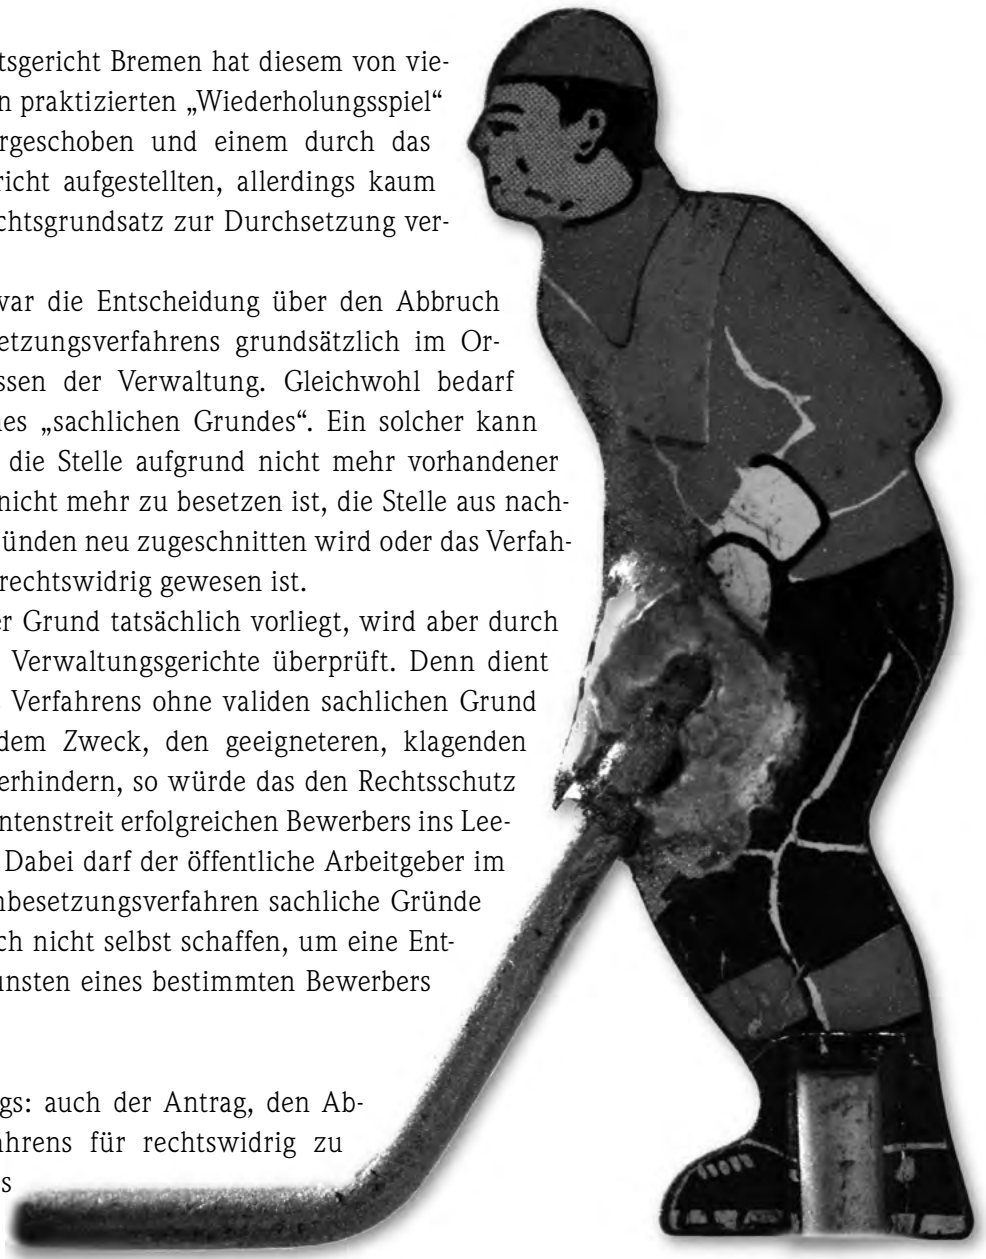 tsgericht Bremen hat diesem von vie-
n praktizierten „Wiederholungsspiel“
rgeschoben und einem durch das
richt aufgestellten, allerdings kaum
chtsgrundsatz zur Durchsetzung ver-
war die Entscheidung über den Abbruch
etzungsverfahrens grundsätzlich im Or-
ssen der Verwaltung. Gleichwohl bedarf
nes „sachlichen Grundes“. Ein solcher kann
die Stelle aufgrund nicht mehr vorhandener
nicht mehr zu besetzen ist, die Stelle aus nach-
ünden neu zugeschnitten wird oder das Verfah-
rechtswidrig gewesen ist.
er Grund tatsächlich vorliegt, wird aber durch
Verwaltungsgerichte überprüft. Denn dient
s Verfahrens ohne validen sachlichen Grund
dem Zweck, den geeigneteren, klagenden
erhindern, so würde das den Rechtsschutz
ntenstreit erfolgreichen Bewerbers ins Lee-
Dabei darf der öffentliche Arbeitgeber im
nbesetzungsverfahren sachliche Gründe
ch nicht selbst schaffen, um eine Ent-
unsten eines bestimmten Bewerbers
gs: auch der Antrag, den Ab-
ahrens für rechtswidrig zu
s